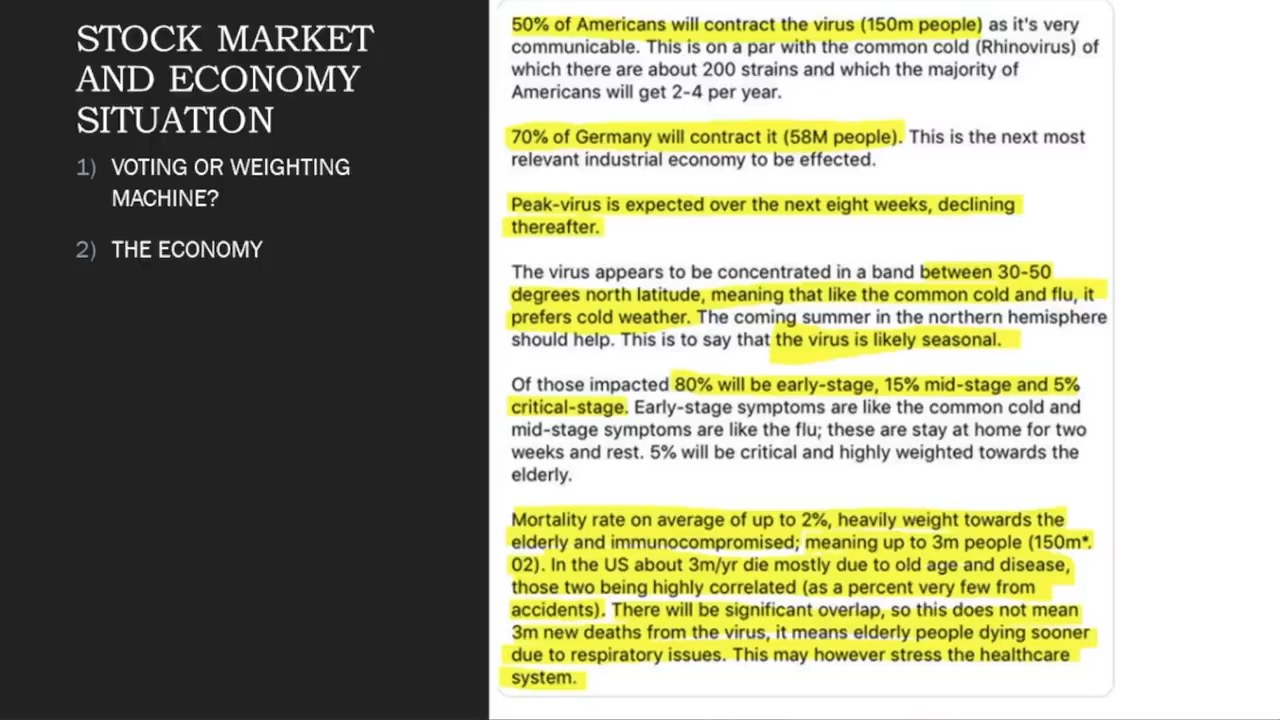 STOCK MARKET
AND ECONOMY
SITUATION
1) VOTING OR WEIGHTING
MACHINE?
2) THE ECONOMY
50% of Americans will contract the virus (150m people) as it's very
communicable. This is on a par with the common cold (Rhinovirus) of
which there are about 200 strains and which the majority of
Americans will get 2-4 per year.
70% of Germany will contract it (58M people). This is the next most
relevant industrial economy to be effected.
Peak-virus is expected over the next eight weeks, declining
thereafter.
The virus appears to be concentrated in a band between 30-50
degrees north latitude, meaning that like the common cold and flu, it
prefers cold weather. The coming summer in the northern hemisphere
should help. This is to say that the virus is likely seasonal.
Of those impacted 80% will be early-stage, 15% mid-stage and 5%
critical-stage. Early-stage symptoms are like the common cold and
mid-stage symptoms are like the flu; these are stay at home for two
weeks and rest. 5% will be critical and highly weighted towards the
elderly.
Mortality rate on average of up to 2%, heavily weight towards the
elderly and immunocompromised; meaning up to 3m people (150m*.
02). In the US about 3m/yr die mostly due to old age and disease,
those two being highly correlated (as a percent very few from
accidents). There will be significant overlap, so this does not mean
3m new deaths from the virus, it means elderly people dying sooner
due to respiratory issues. This may however stress the healthcare
system.